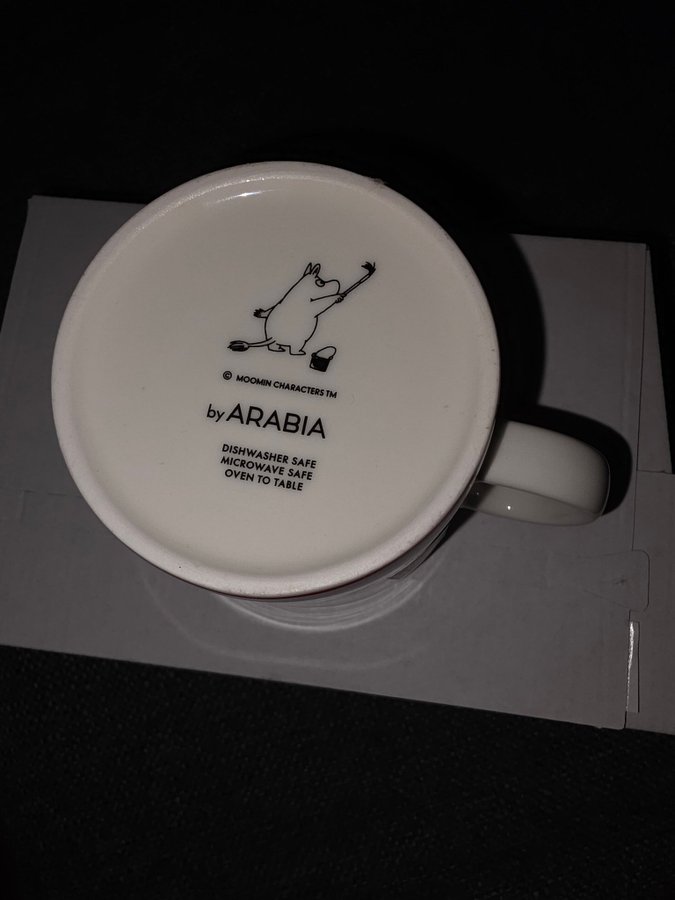 © MOOMIN CHARACTERS TM
by ARABIA
DISHWASHER SAFE
MICROWAVE SAFE
OVEN TO TABLE